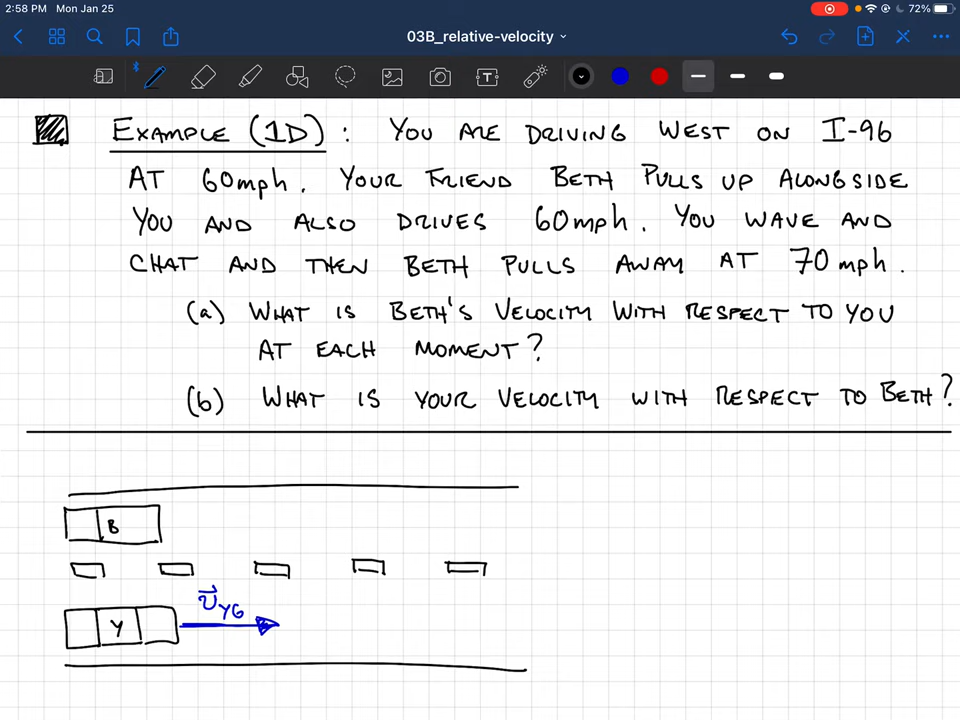 2:58 PM Mon Jan 25
72%
03B_relative-velocity
T
EXAMPLE (1D) : YOU ARE DRIVING WEST ON I-96
AT 60mph. YOUR FRIEND BETH PULLS UP ALONGSIDE
YOU AND ALSO DRIVES 60mph. YOU WAVE AND
CHAT AND THEN BETH PULLS AWAY AT 70 mph.
(a) WHAT IS BETH'S VELOCITY WITH RESPECT TO YOU
AT EACH MOMENT?
(b) WHAT IS YOUR VELOCITY WITH RESPECT TO BETH?
B
v⃗ YG
Y